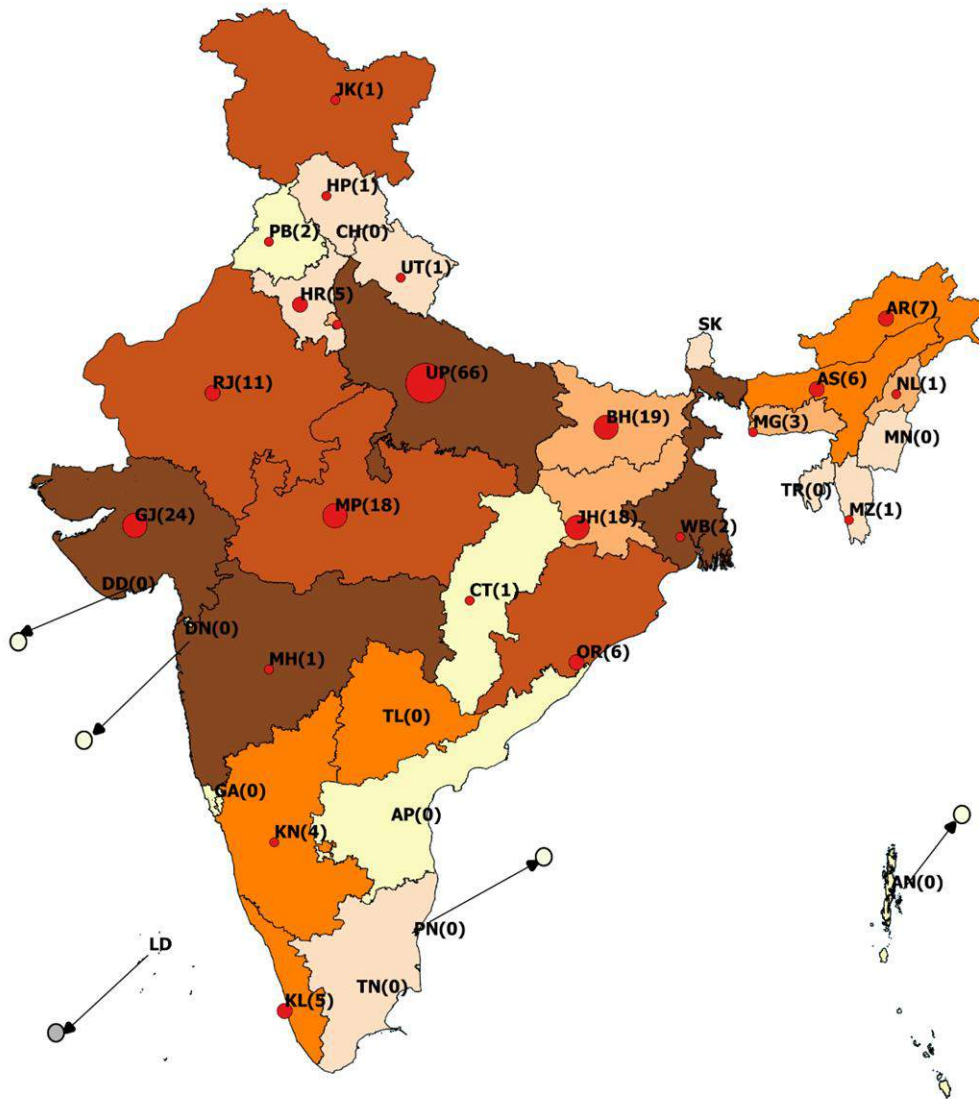 JK(1)
HP(1)
PB(2)
CH(0)
UT(1)
HR(5)
SK
AR(7)
RJ(11)
UP(66)
AS(6)
NL(1)
BH(19)
MG(3)
MN(0)
TR(0)
MZ(1)
GJ(24)
MP(18)
JH(18)
WB(2)
DD(0)
CT(1)
DN(0)
MH(1)
OR(6)
TL(0)
GA(0)
AP(0)
KN(4)
AN(0)
PN(0)
LD
TN(0)
KL(5)